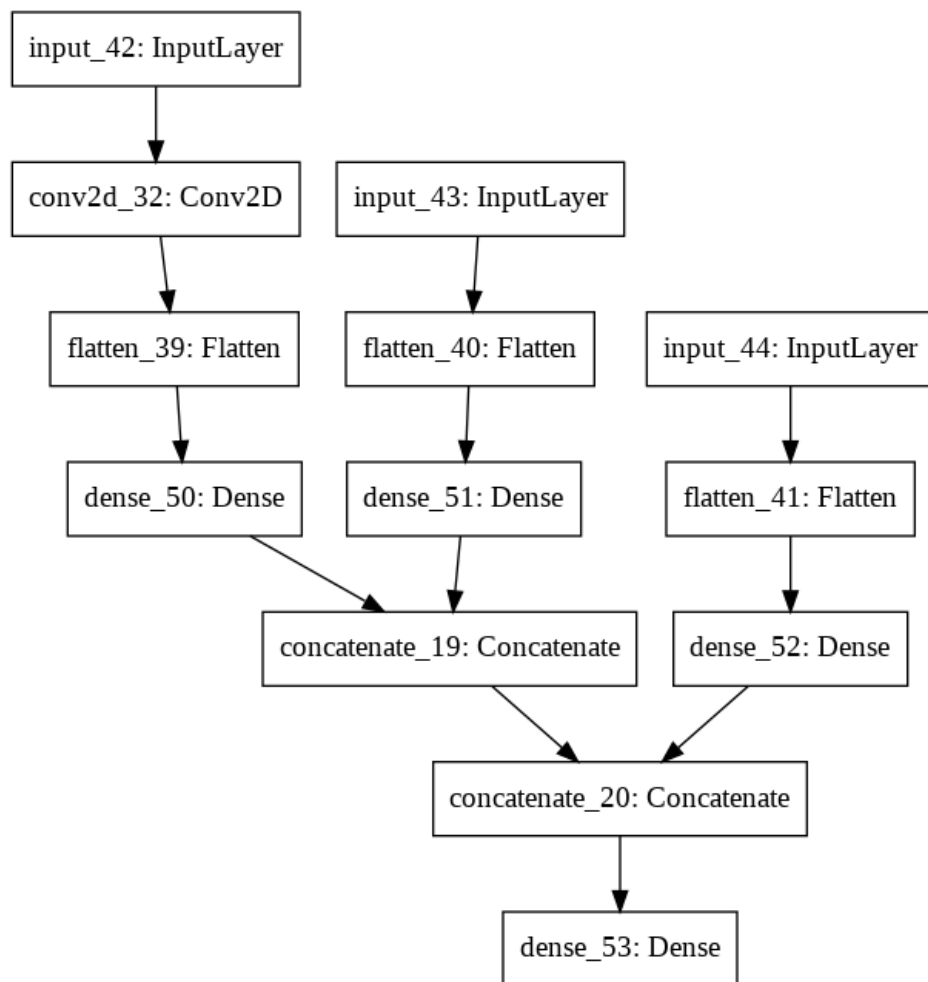 input_42: InputLayer
conv2d_32: Conv2D
input_43: InputLayer
flatten_39: Flatten
flatten_40: Flatten
input_44: InputLayer
dense_50: Dense
dense_51: Dense
flatten_41: Flatten
concatenate_19: Concatenate
dense_52: Dense
concatenate_20: Concatenate
dense_53: Dense